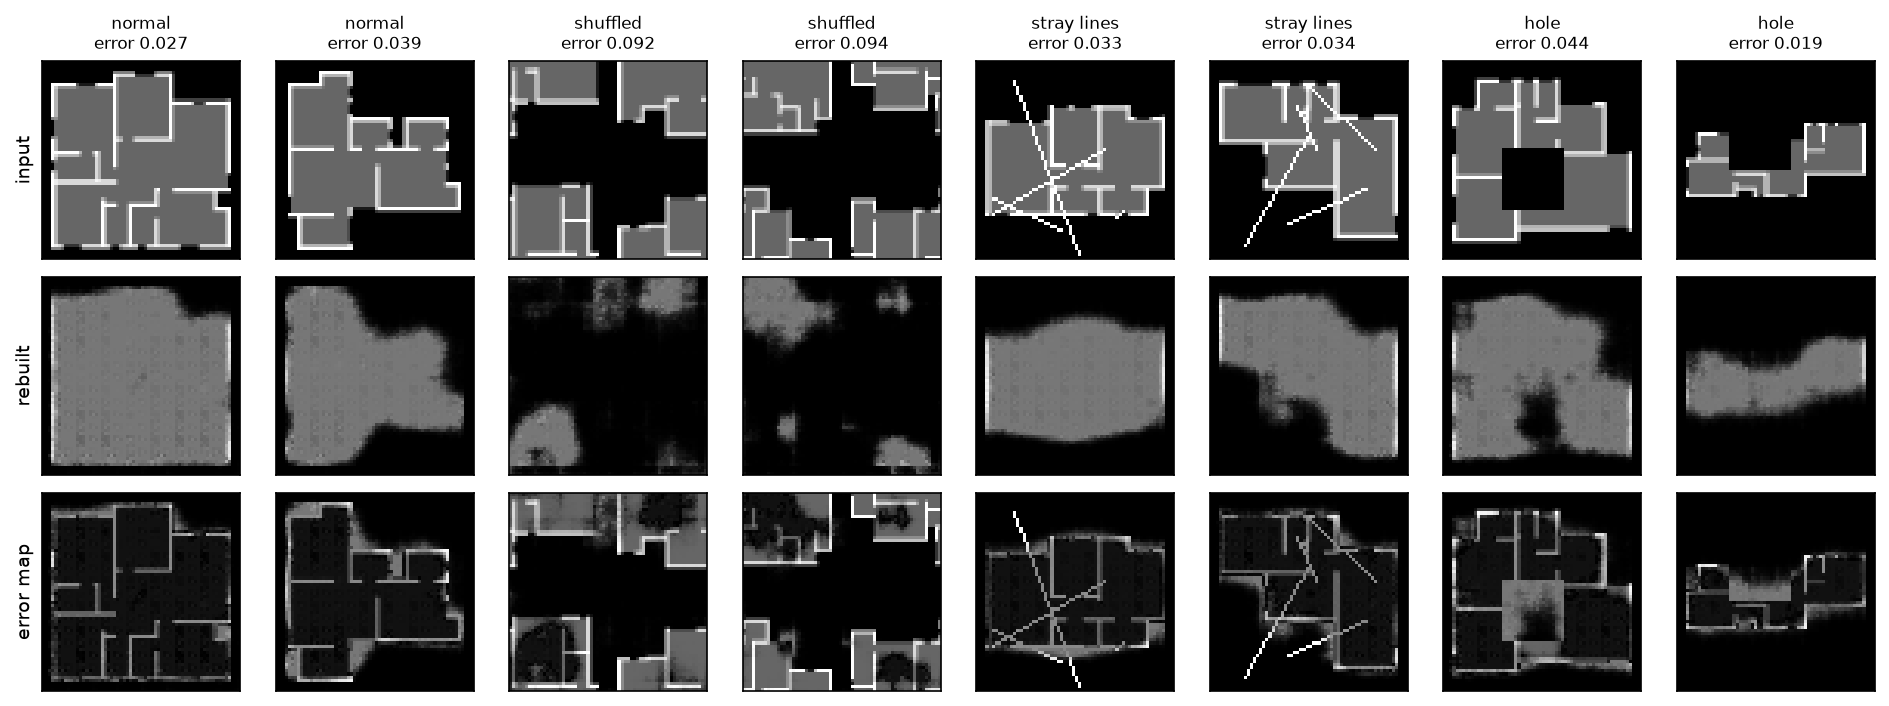 normal
error 0.027
normal
error 0.039
shuffled
error 0.092
shuffled
error 0.094
stray lines
error 0.033
stray lines
error 0.034
hole
error 0.044
hole
error 0.019
input
rebuilt
error map